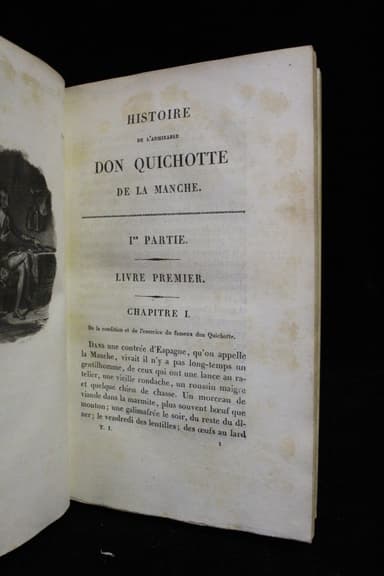 HISTOIRE
DE L'ADMIRABLE
DON QUICHOTTE
DE LA MANCHE.
Ire PARTIE.
LIVRE PREMIER.
CHAPITRE I.
De la condition et de l'exercice du fameux don Quichotte.
DANS une contrée d'Espagne, qu'on appelle
la Manche, vivait il n'y a pas long-temps un
gentilhomme, de ceux qui ont une lance au ra-
telier, une vieille rondache, un roussin maigre
et quelque chien de chasse. Un morceau de
viande dans la marmite, plus souvent bœuf que
mouton; une galimafrée le soir, du reste du dî-
ner; le vendredi des lentilles; des œufs au lard
T. I.
1